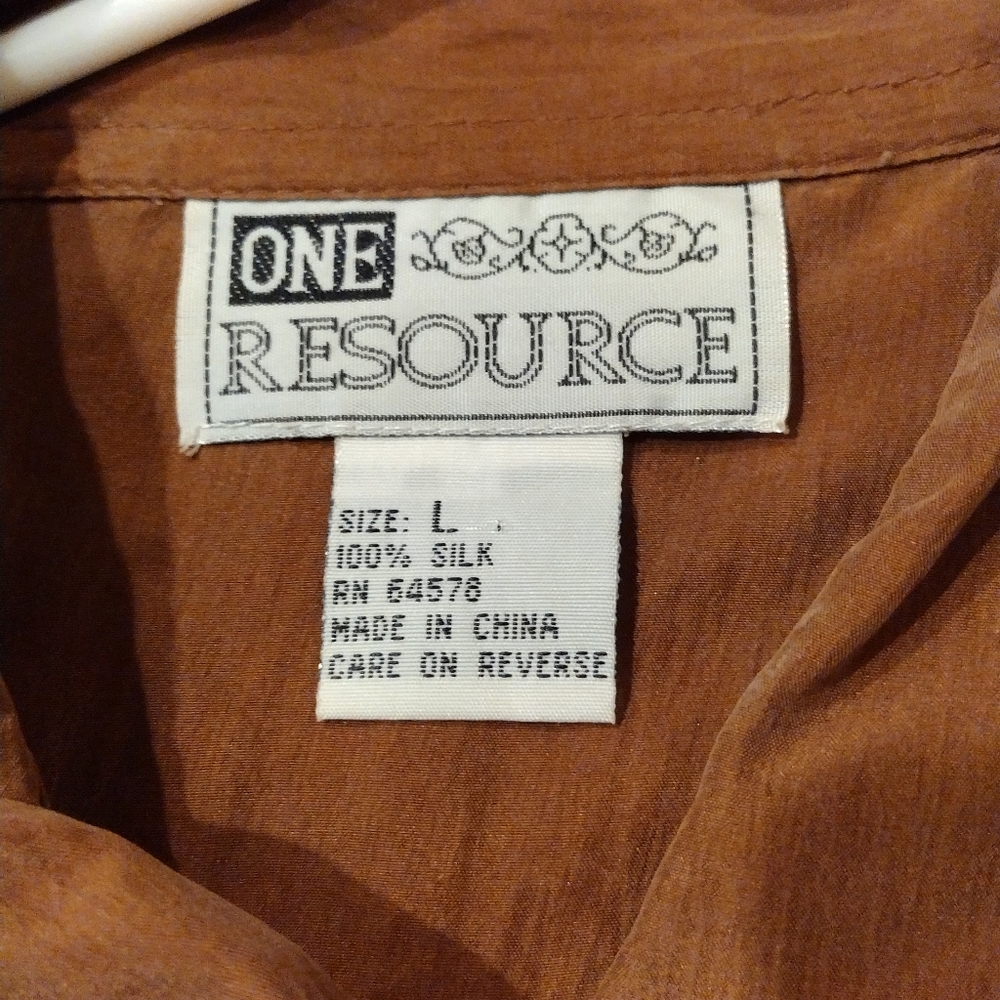 ONE
RESOURCE
SIZE: L
100% SILK
RN 64578
MADE IN CHINA
CARE ON REVERSE